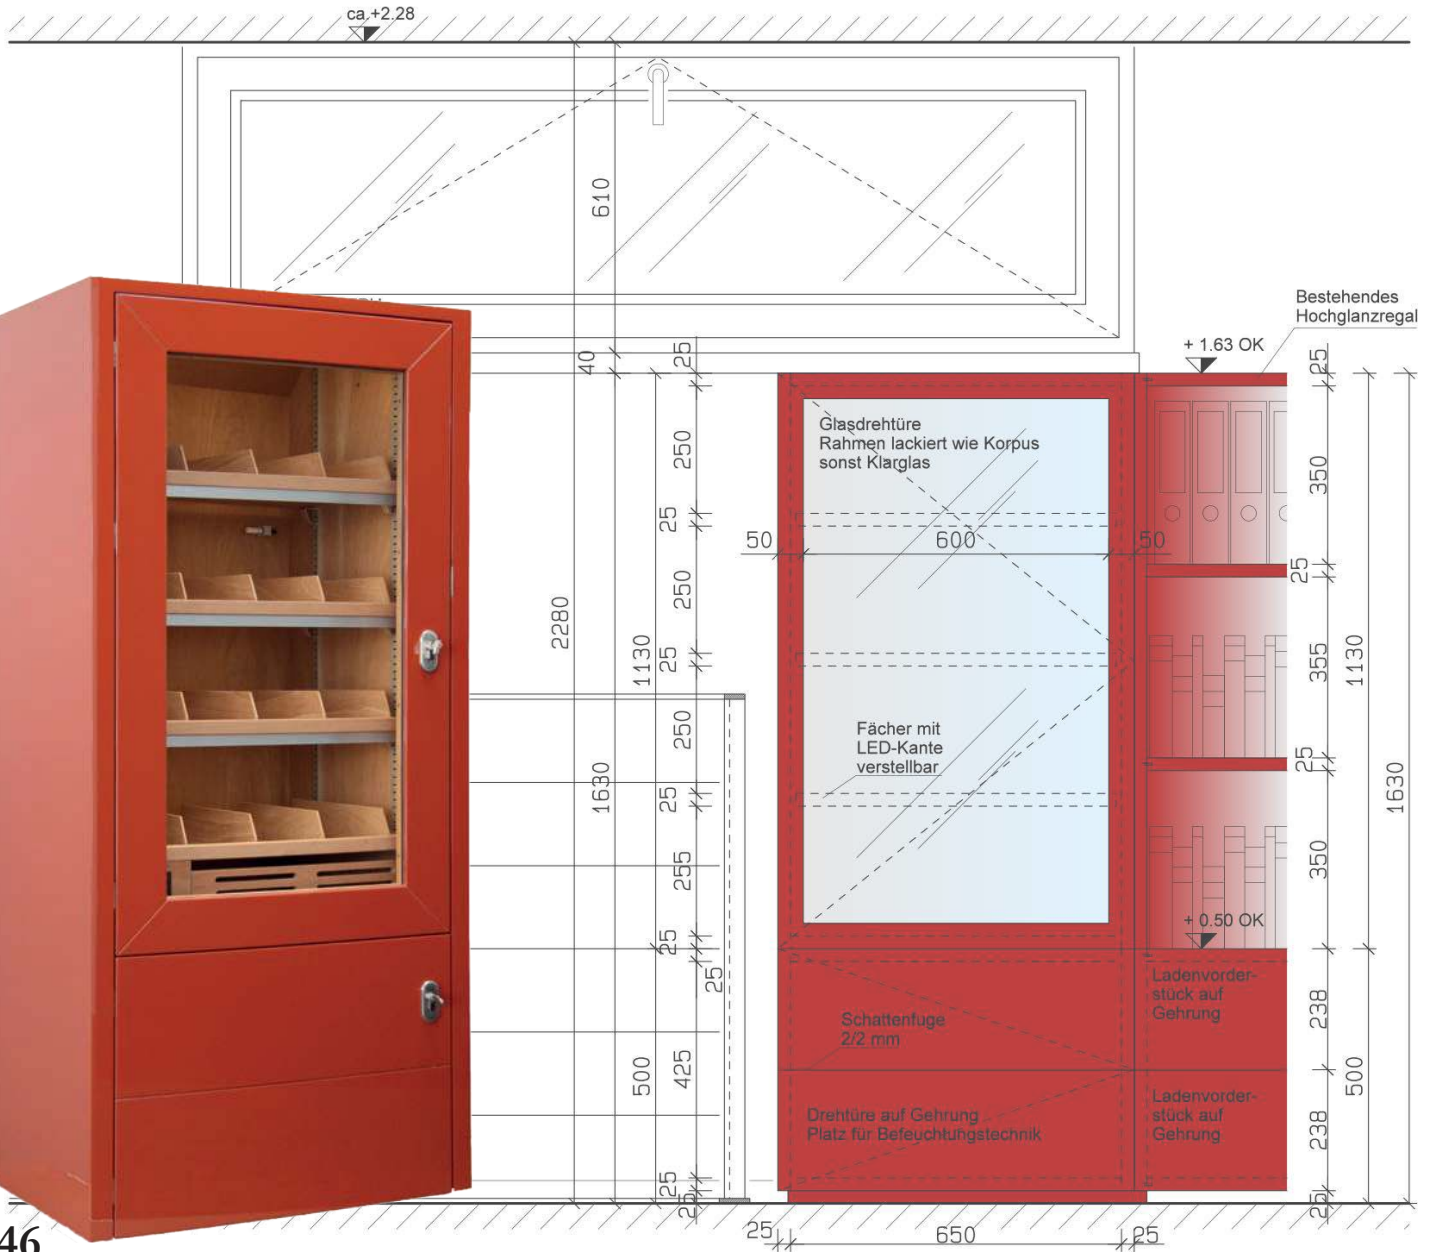 ca.+2.28
610
40
25
Bestehendes
Hochglanzregal
+ 1.63 OK
25
Glasdrehtüre
Rahmen lackiert wie Korpus
sonst Klarglas
250
350
25
50
600
50
25
250
2280
1130
25
355
1130
250
Fächer mit
LED-Kante
verstellbar
25
1630
25
1630
255
350
+ 0.50 OK
25
25
Ladenvorder-
stück auf
Gehrung
238
Schattenfuge
2/2 mm
500
425
500
Drehtüre auf Gehrung
Platz für Befeuchtungstechnik
Ladenvorder-
stück auf
Gehrung
238
25
25
25
25
650
25
46